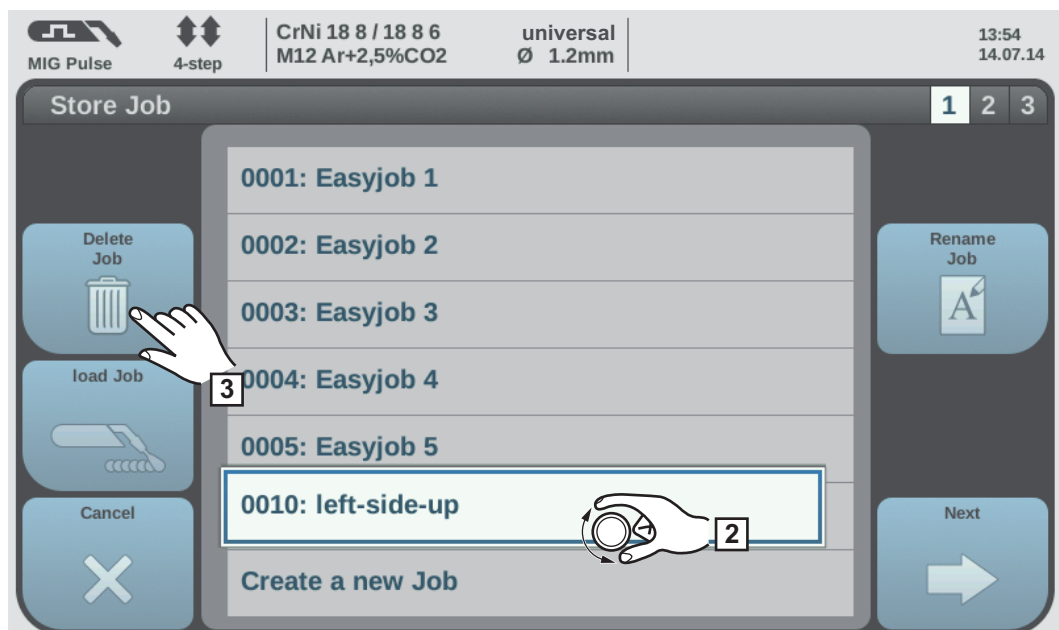 MIG Pulse
4-step
CrNi 18 8 / 18 8 6
M12 Ar+2,5%CO2
universal
Ø 1.2mm
13:54
14.07.14
Store Job
1 2 3
0001: Easyjob 1
0002: Easyjob 2
0003: Easyjob 3
0004: Easyjob 4
0005: Easyjob 5
0010: left-side-up
Create a new Job
Delete
Job
3
load Job
Cancel
2
Rename
Job
A
Next